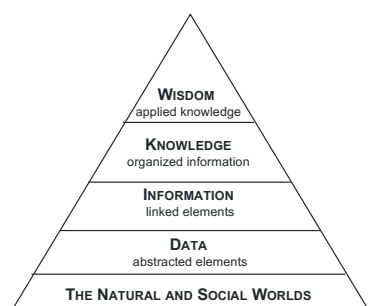 WISDOM
applied knowledge
KNOWLEDGE
organized information
INFORMATION
linked elements
DATA
abstracted elements
THE NATURAL AND SOCIAL WORLDS